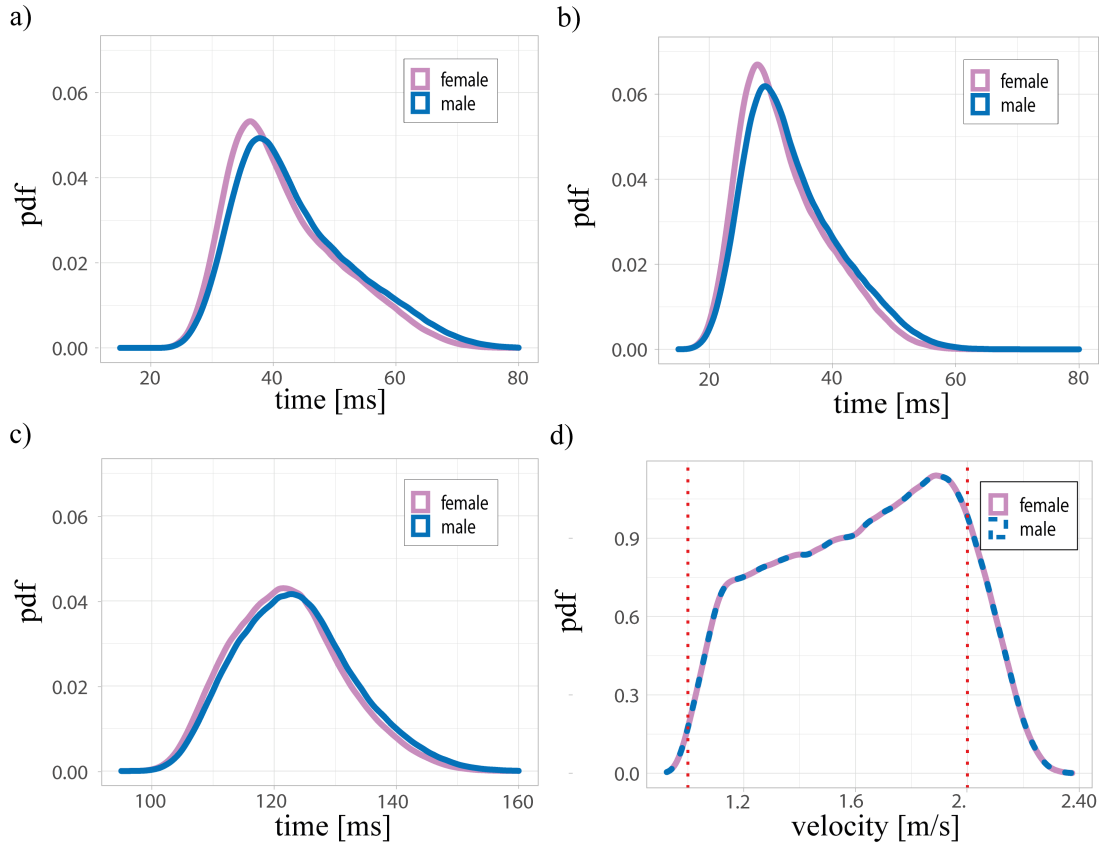 a)
female
male
0.06
0.04
0.02
0.00
pdf
20 40 60 80
time [ms]
b)
female
male
0.06
0.04
0.02
0.00
pdf
20 40 60 80
time [ms]
c)
female
male
0.06
0.04
0.02
0.00
pdf
100 120 140 160
time [ms]
d)
female
male
0.9
0.6
0.3
0.0
pdf
1.2 1.6 2. 2.40
velocity [m/s]